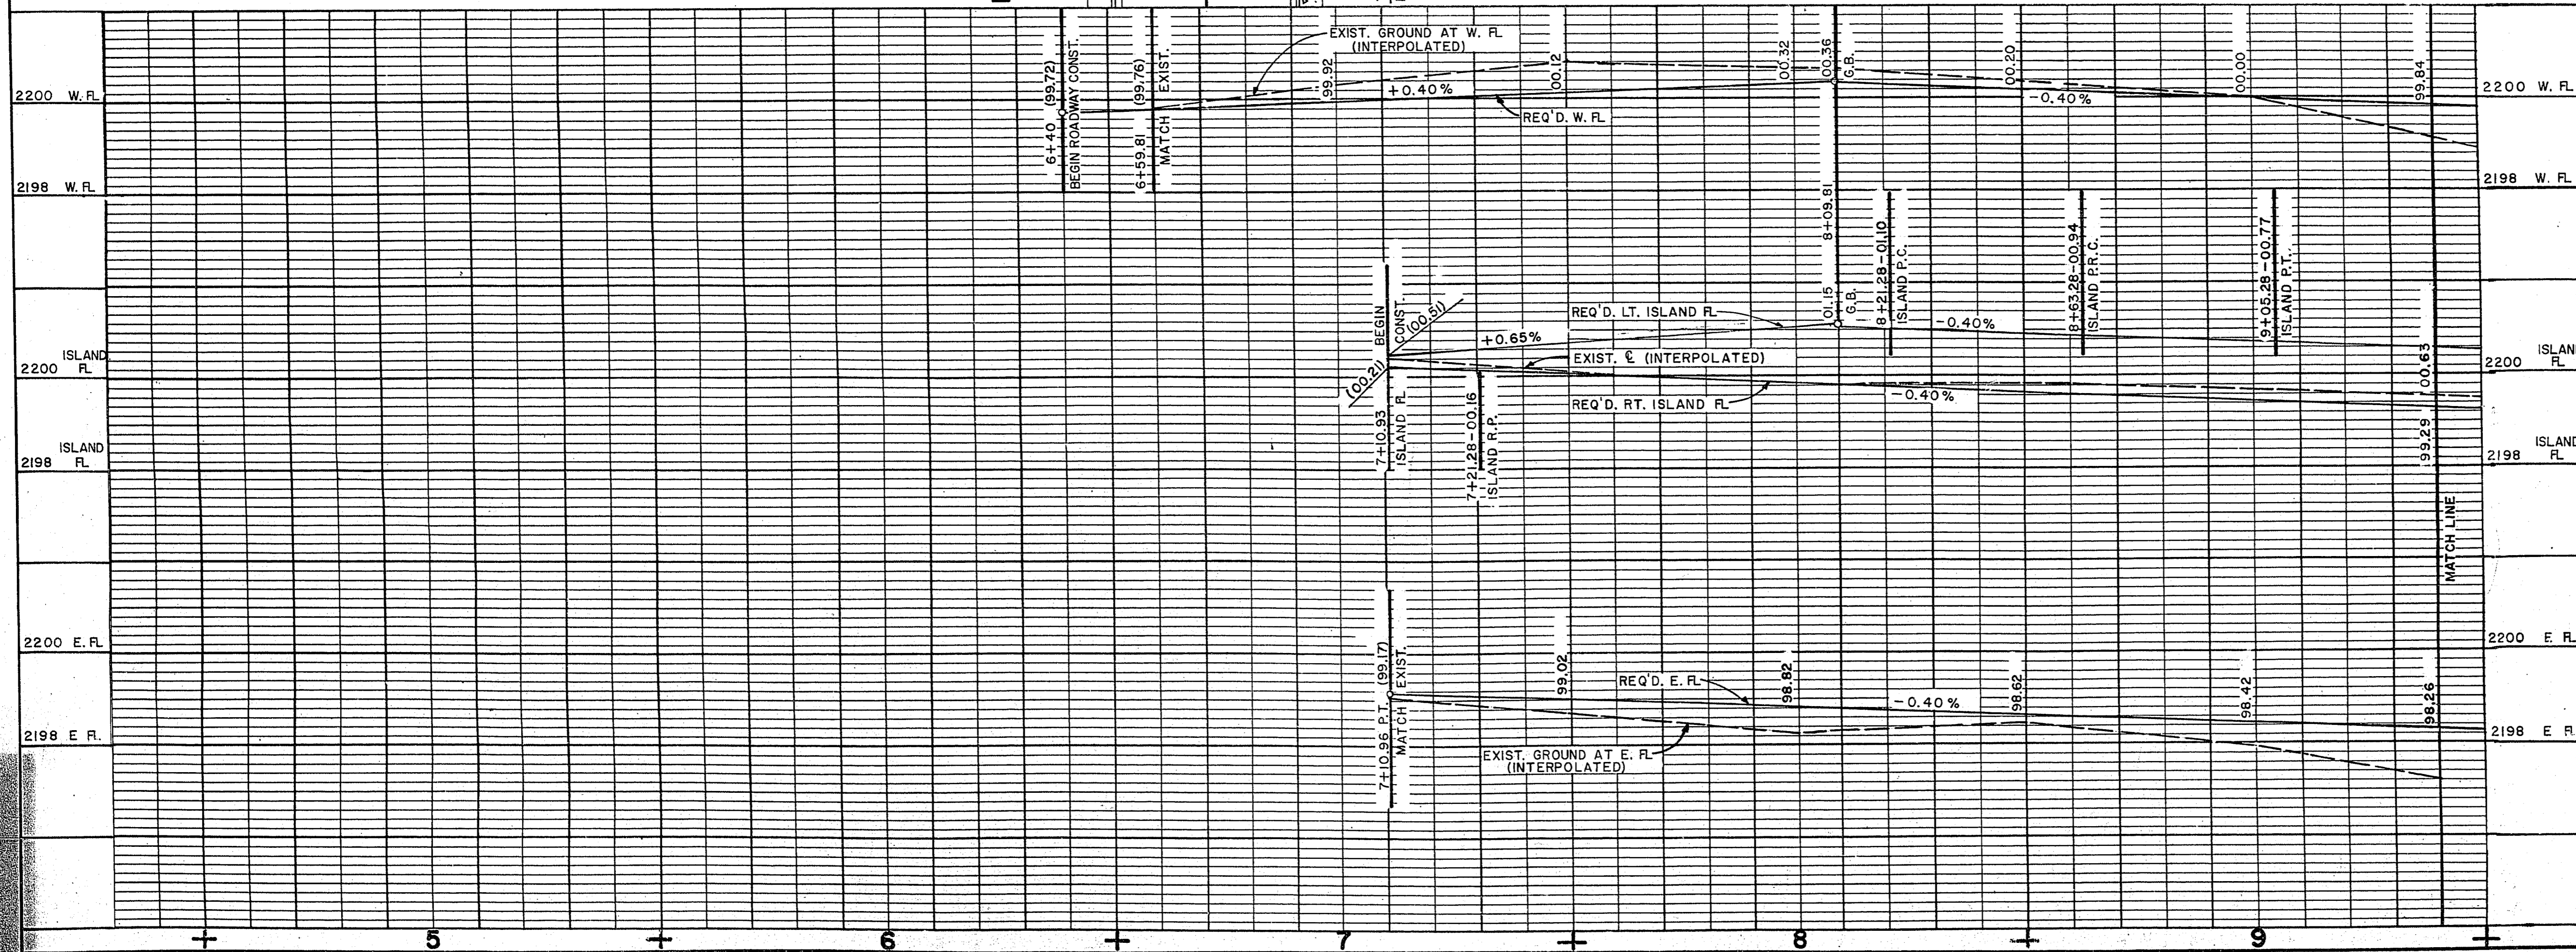 EXIST. GROUND AT W. FL
(INTERPOLATED)
6+40 (99.72)
BEGIN ROADWAY CONST.
6+59.81 (99.76)
MATCH EXIST.
99.92
00.12
00.32
00.36
G.B.
00.20
00.00
99.84
2200 W. FL
+0.40%
-0.40%
2200 W. FL
REQ'D. W. FL
2198 W. FL
2198 W. FL
8+09.81
01.15
G.B.
8+21.28-01.10
ISLAND P.C.
8+63.28-00.94
ISLAND P.R.C.
9+05.28-00.77
ISLAND P.T.
BEGIN
CONST.
(00.51)
REQ'D. LT. ISLAND FL
+0.65%
-0.40%
EXIST. ℄ (INTERPOLATED)
ISLAND
2200 FL
00.63
ISLAND
2200 FL
(00.21)
7+10.93
ISLAND FL
7+21.28-00.16
ISLAND R.P.
REQ'D. RT. ISLAND FL
-0.40%
99.29
ISLAND
2198 FL
ISLAND
2198 FL
MATCH LINE
2200 E. FL
2200 E. FL
7+10.96 P.T. (99.17)
MATCH EXIST.
99.02
98.82
98.62
98.42
98.26
REQ'D. E. FL
-0.40%
2198 E FL.
2198 E FL
EXIST. GROUND AT E. FL
(INTERPOLATED)
+ 5 + 6 + 7 + 8 + 9 +